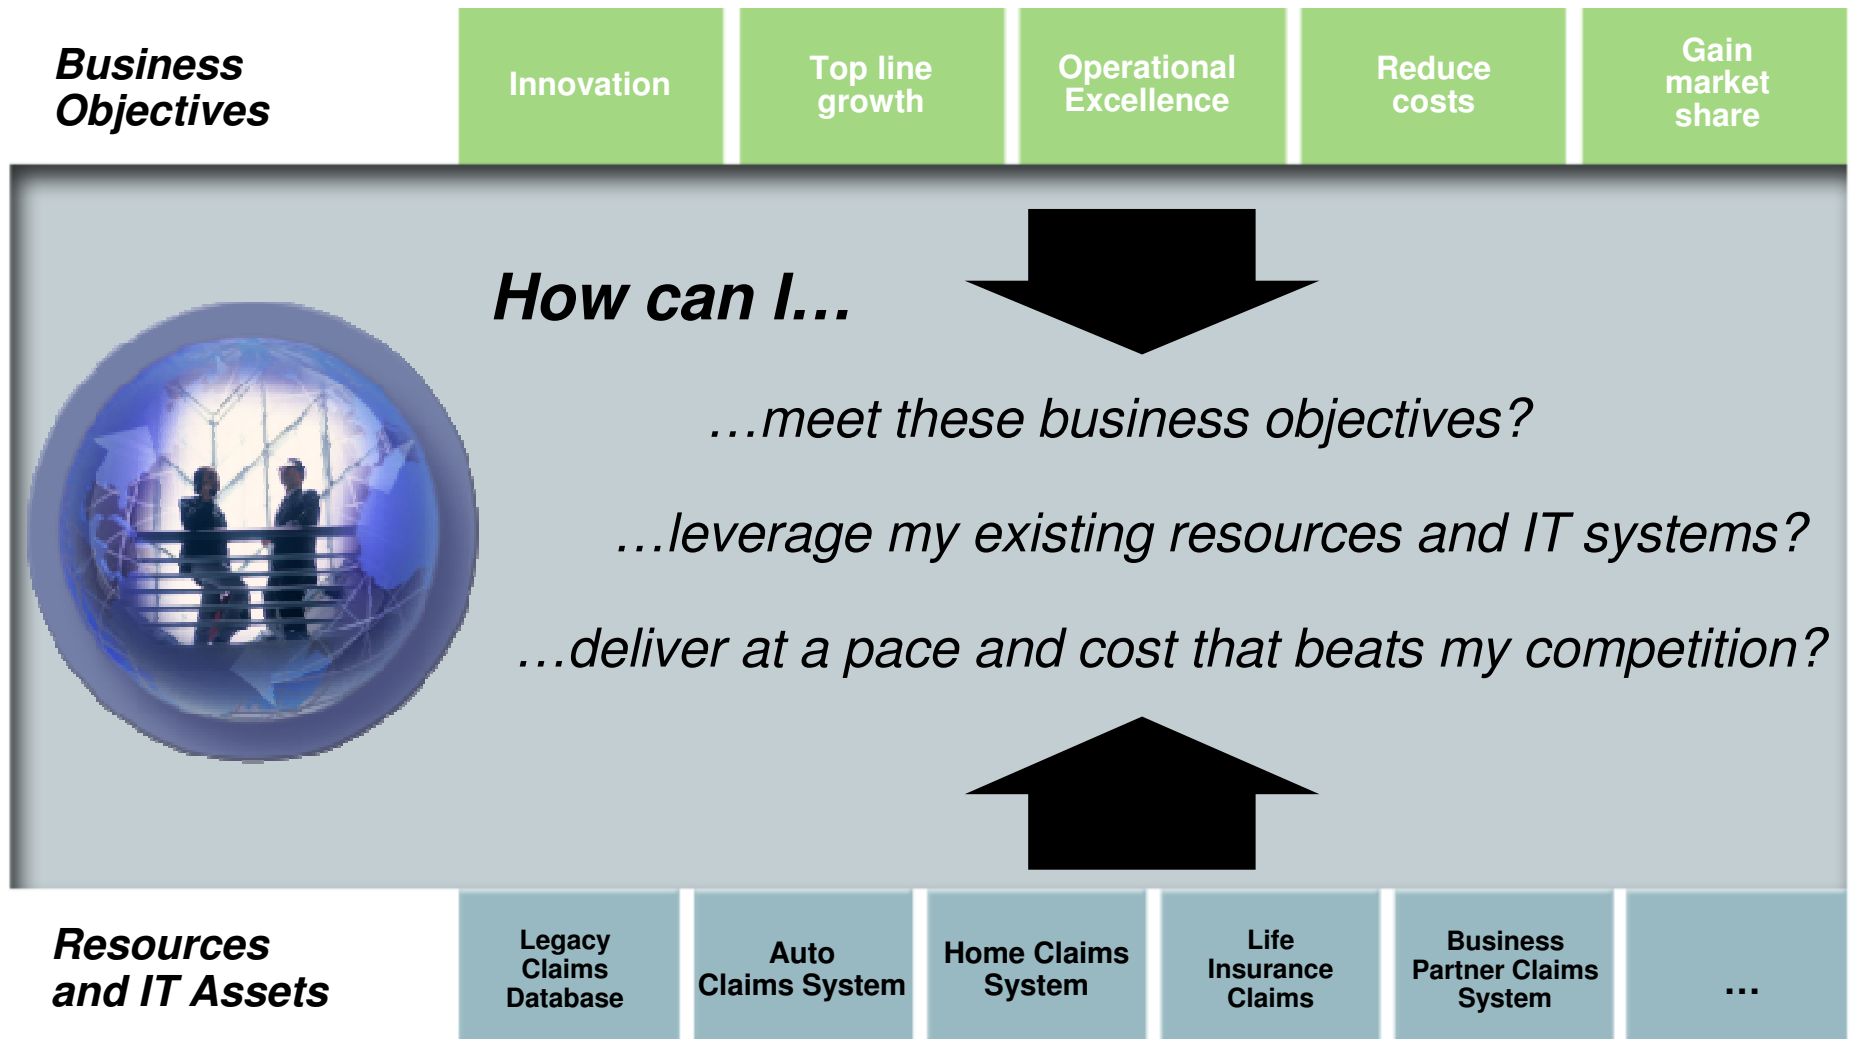 Business
Objectives
Innovation
Top line
growth
Operational
Excellence
Reduce
costs
Gain
market
share
How can I…
…meet these business objectives?
…leverage my existing resources and IT systems?
…deliver at a pace and cost that beats my competition?
Resources
and IT Assets
Legacy
Claims
Database
Auto
Claims System
Home Claims
System
Life
Insurance
Claims
Business
Partner Claims
System
…